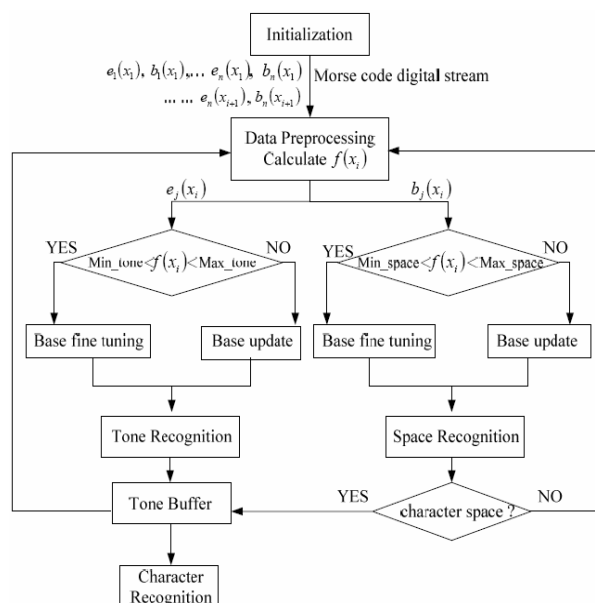 Initialization
e₁(x₁), b₁(x₁),... eₙ(x₁), bₙ(x₁)
... ... eₙ(xᵢ₊₁), bₙ(xᵢ₊₁)
Morse code digital stream
Data Preprocessing
Calculate f(xᵢ)
eⱼ(xᵢ)
bⱼ(xᵢ)
YES
Min_tone<f(xᵢ)<Max_tone
NO
YES
Min_space<f(xᵢ)<Max_space
NO
Base fine tuning
Base update
Base fine tuning
Base update
Tone Recognition
Space Recognition
Tone Buffer
YES
character space ?
NO
Character
Recognition